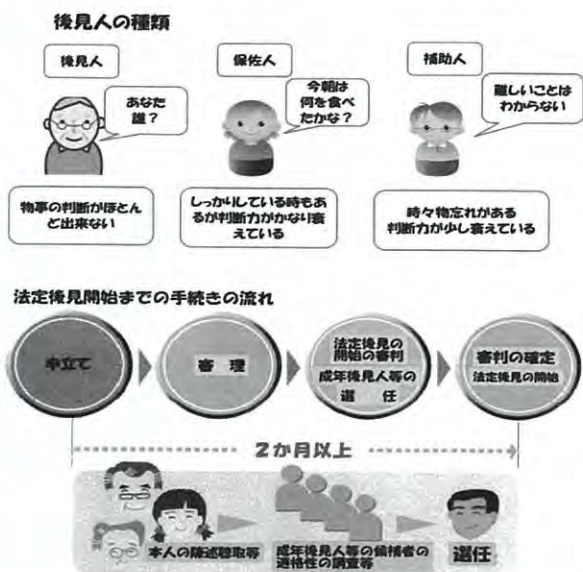 後見人の種類
後見人
保佐人
補助人
あなた
誰？
今朝は
何を食べ
たかな？
難しいことは
わからない
物事の判断がほとん
ど出来ない
しっかりしている時もあ
るが判断力がかなり衰
えている
時々物忘れがある
判断力が少し衰えている
法定後見開始までの手続きの流れ
申立て
審　理
法定後見の
開始の審判
成年後見人等の
選　任
審判の確定
法定後見の開始
２か月以上
本人の陳述聴取等
成年後見人等の候補者の
適格性の調査等
選任